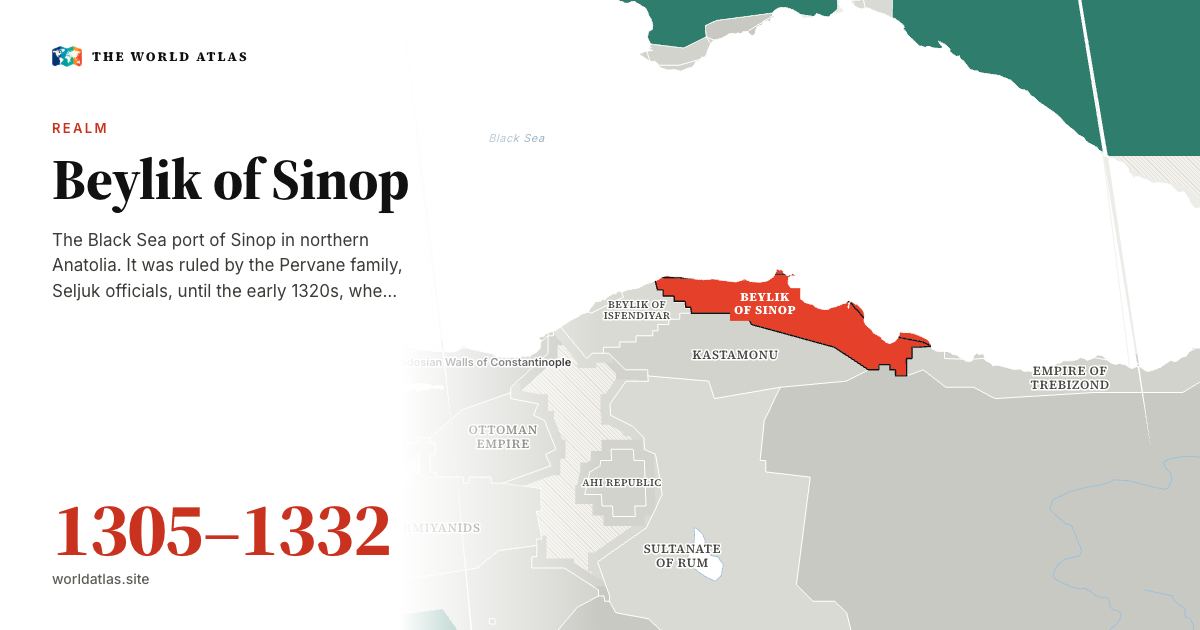 THE WORLD ATLAS
REALM
Beylik of Sinop
The Black Sea port of Sinop in northern
Anatolia. It was ruled by the Pervane family,
Seljuk officials, until the early 1320s, whe...
1305–1332
worldatlas.site
Black Sea
BEYLIK OF
ISFENDIYAR
BEYLIK
OF SINOP
KASTAMONU
EMPIRE OF
TREBIZOND
Walls of Constantinople
OTTOMAN
EMPIRE
AHI REPUBLIC
SULTANATE
OF RUM